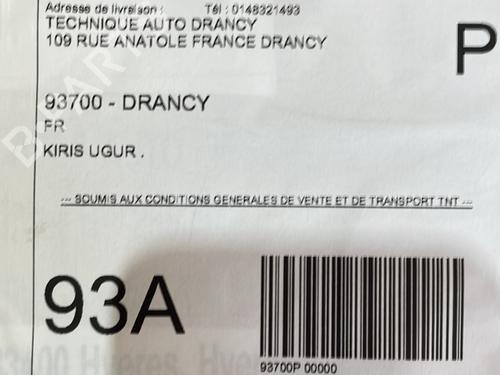 Adresse de livraison : Tél : 0148321493
TECHNIQUE AUTO DRANCY
109 RUE ANATOLE FRANCE DRANCY
P
93700 - DRANCY
FR
KIRIS UGUR .
--- SOUMIS AUX CONDITIONS GENERALES DE VENTE ET DE TRANSPORT TNT ---
93A
93700P 00000